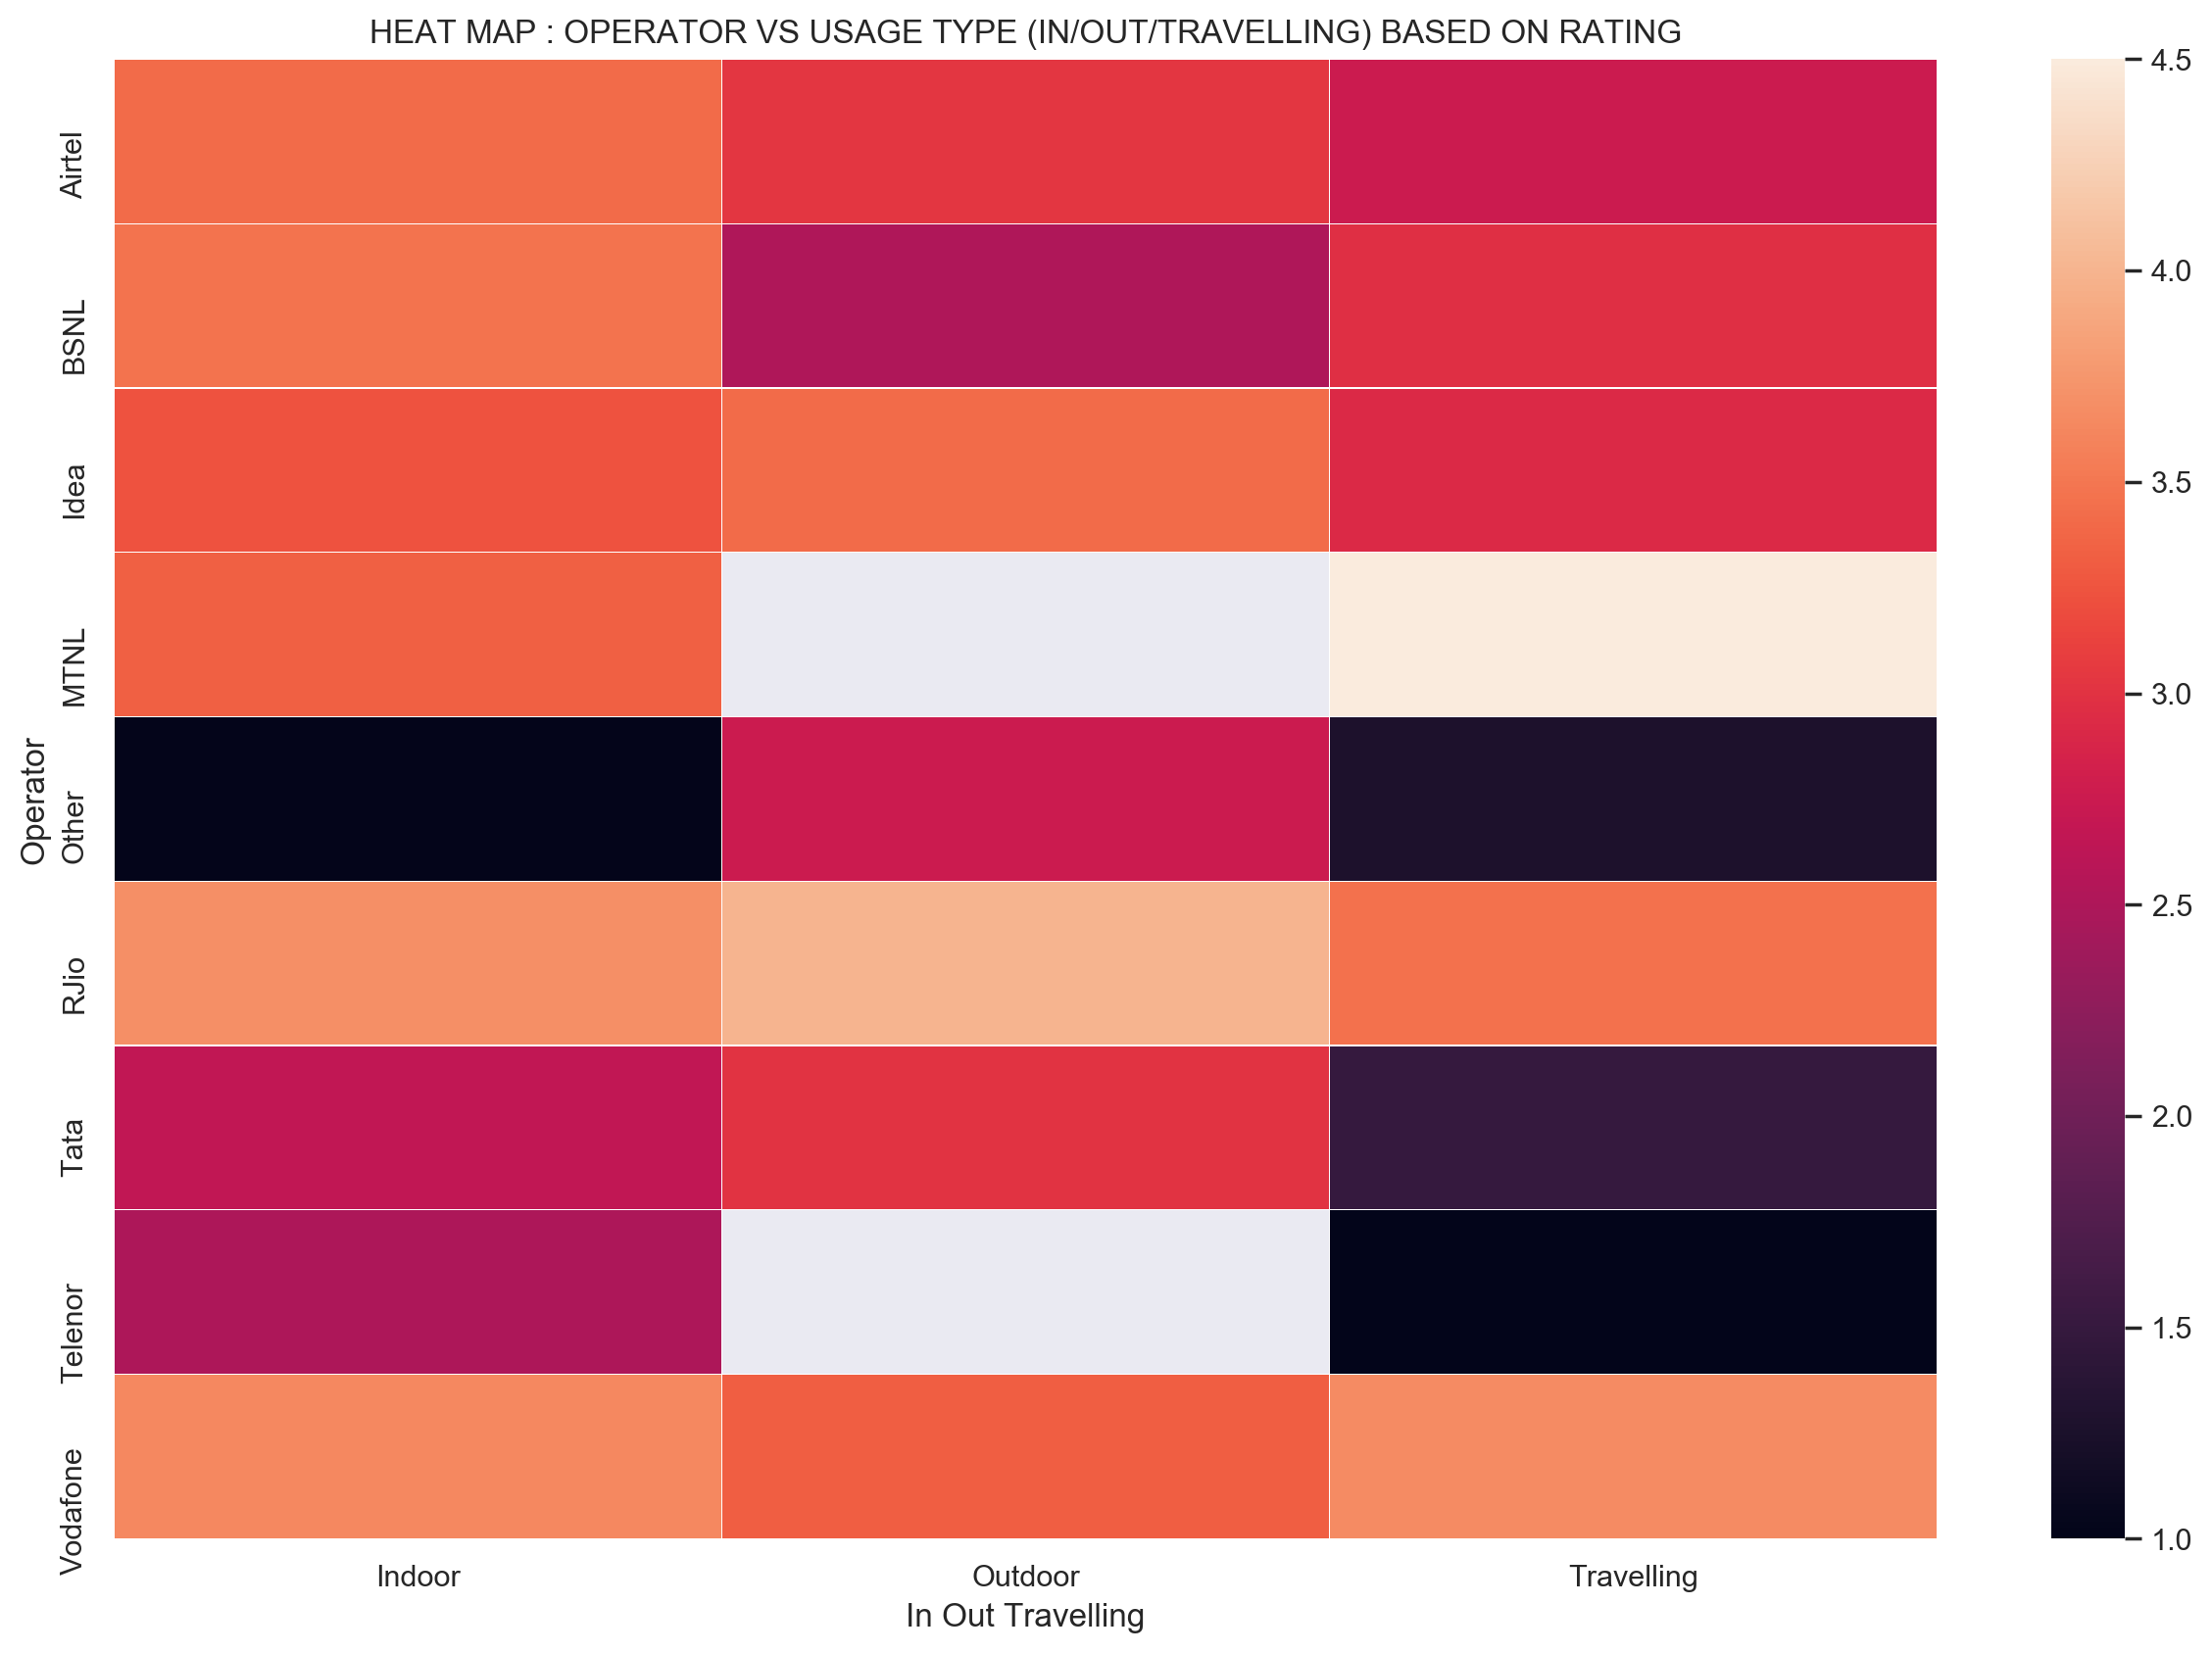 HEAT MAP : OPERATOR VS USAGE TYPE (IN/OUT/TRAVELLING) BASED ON RATING
Operator
Airtel
BSNL
Idea
MTNL
Other
RJio
Tata
Telenor
Vodafone
Indoor
Outdoor
Travelling
In Out Travelling
4.5
4.0
3.5
3.0
2.5
2.0
1.5
1.0